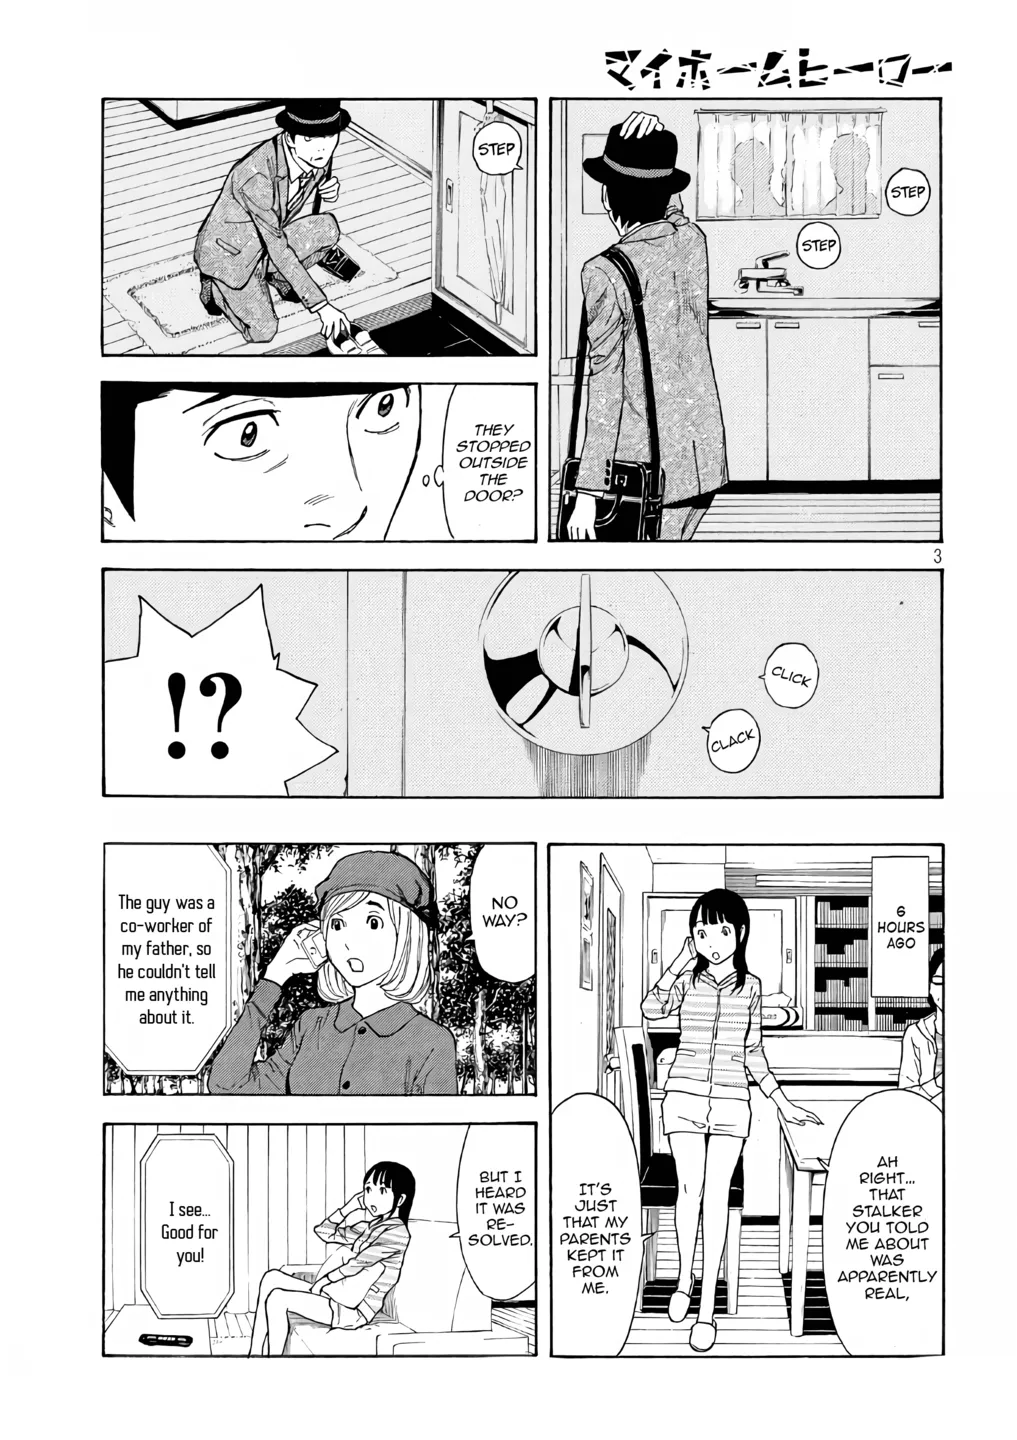 マイホームヒーロー
STEP
STEP
STEP
THEY
STOPPED
OUTSIDE
THE
DOOR?
3
CLICK
CLACK
!?
6
HOURS
AGO
AH
RIGHT...
THAT
STALKER
YOU TOLD
ME ABOUT
WAS
APPARENTLY
REAL,
IT'S
JUST
THAT MY
PARENTS
KEPT IT
FROM
ME.
NO
WAY?
The guy was a
co-worker of
my father, so
he couldn't tell
me anything
about it.
BUT I
HEARD
IT WAS
RE-
SOLVED.
I see...
Good for
you!